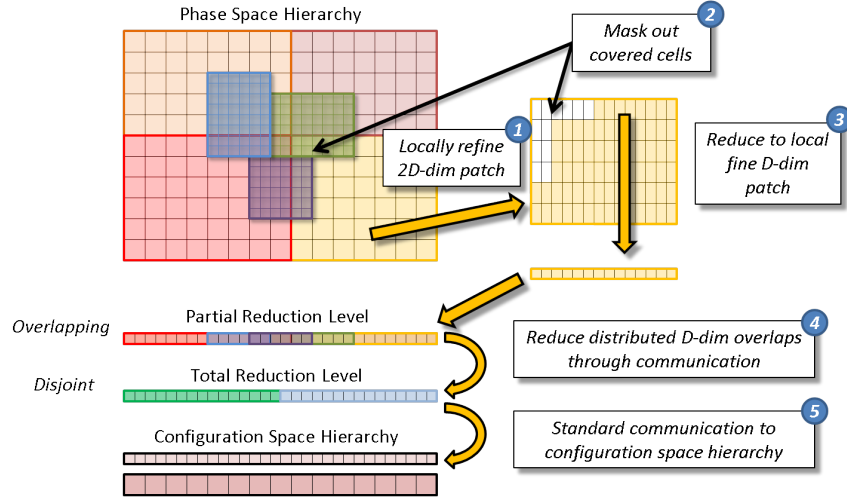 Phase Space Hierarchy
2
Mask out
covered cells
1
Locally refine
2D-dim patch
3
Reduce to local
fine D-dim
patch
Overlapping
Partial Reduction Level
4
Reduce distributed D-dim overlaps
through communication
Disjoint
Total Reduction Level
5
Standard communication to
configuration space hierarchy
Configuration Space Hierarchy